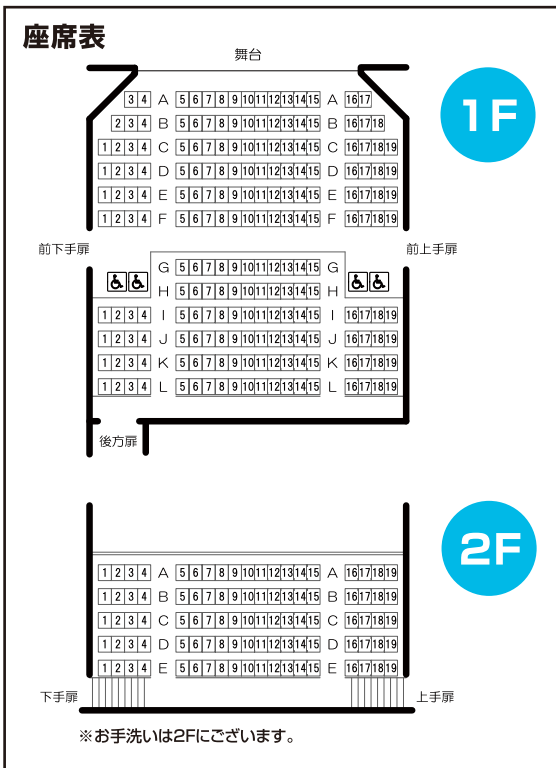 座席表
舞台
1F
3 4 A 5 6 7 8 9 10 11 12 13 14 15 A 16 17
2 3 4 B 5 6 7 8 9 10 11 12 13 14 15 B 16 17 18
1 2 3 4 C 5 6 7 8 9 10 11 12 13 14 15 C 16 17 18 19
1 2 3 4 D 5 6 7 8 9 10 11 12 13 14 15 D 16 17 18 19
1 2 3 4 E 5 6 7 8 9 10 11 12 13 14 15 E 16 17 18 19
1 2 3 4 F 5 6 7 8 9 10 11 12 13 14 15 F 16 17 18 19
前下手扉 前上手扉
G 5 6 7 8 9 10 11 12 13 14 15 G
H 5 6 7 8 9 10 11 12 13 14 15 H
1 2 3 4 I 5 6 7 8 9 10 11 12 13 14 15 I 16 17 18 19
1 2 3 4 J 5 6 7 8 9 10 11 12 13 14 15 J 16 17 18 19
1 2 3 4 K 5 6 7 8 9 10 11 12 13 14 15 K 16 17 18 19
1 2 3 4 L 5 6 7 8 9 10 11 12 13 14 15 L 16 17 18 19
後方扉
2F
1 2 3 4 A 5 6 7 8 9 10 11 12 13 14 15 A 16 17 18 19
1 2 3 4 B 5 6 7 8 9 10 11 12 13 14 15 B 16 17 18 19
1 2 3 4 C 5 6 7 8 9 10 11 12 13 14 15 C 16 17 18 19
1 2 3 4 D 5 6 7 8 9 10 11 12 13 14 15 D 16 17 18 19
1 2 3 4 E 5 6 7 8 9 10 11 12 13 14 15 E 16 17 18 19
下手扉 上手扉
※お手洗いは2Fにございます。